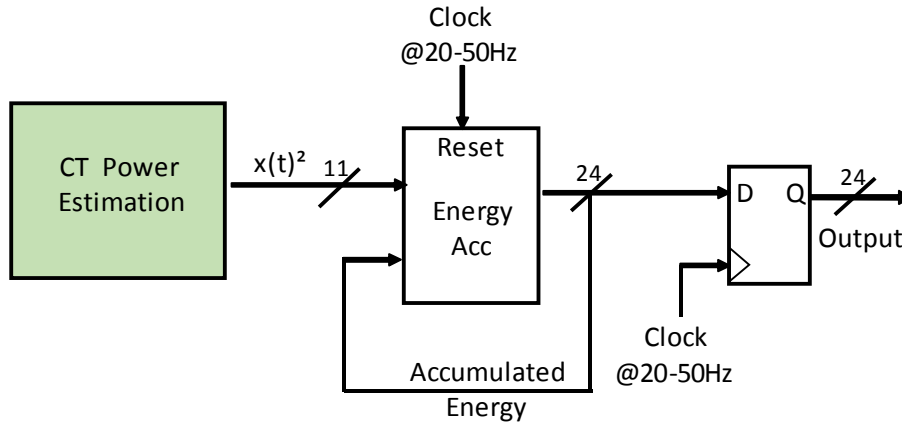 Clock
@20-50Hz
CT Power
Estimation
x(t)²
11
Reset
Energy
Acc
24
D
Q
24
Output
Clock
@20-50Hz
Accumulated
Energy